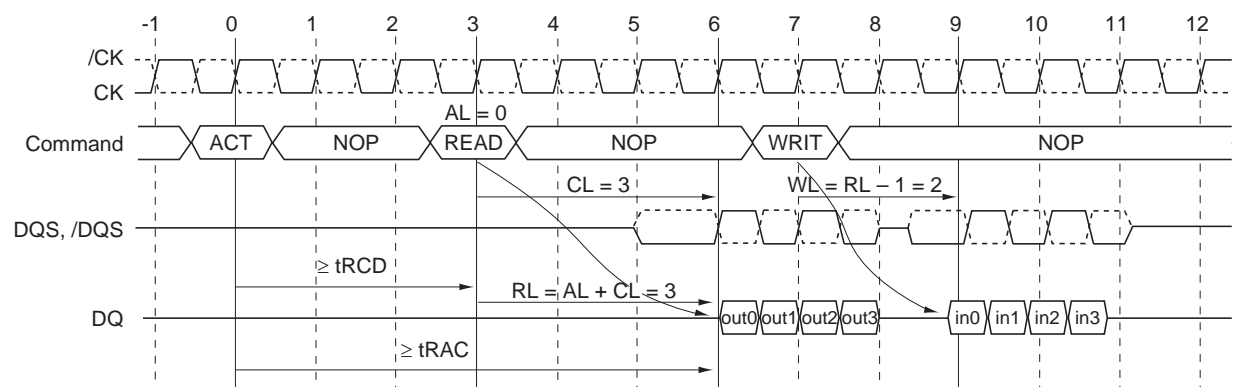 -1 0 1 2 3 4 5 6 7 8 9 10 11 12
/CK
CK
AL = 0
Command ACT NOP READ NOP WRIT NOP
CL = 3 WL = RL – 1 = 2
DQS, /DQS
≥ tRCD
RL = AL + CL = 3
DQ out0 out1 out2 out3 in0 in1 in2 in3
≥ tRAC